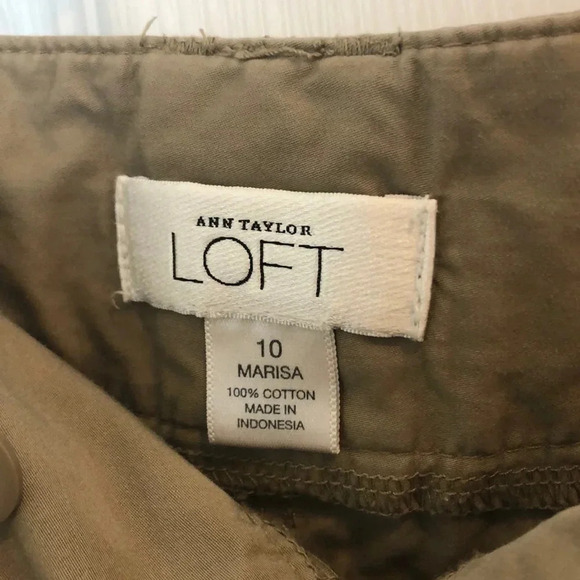 ANN TAYLOR
LOFT
10
MARISA
100% COTTON
MADE IN
INDONESIA